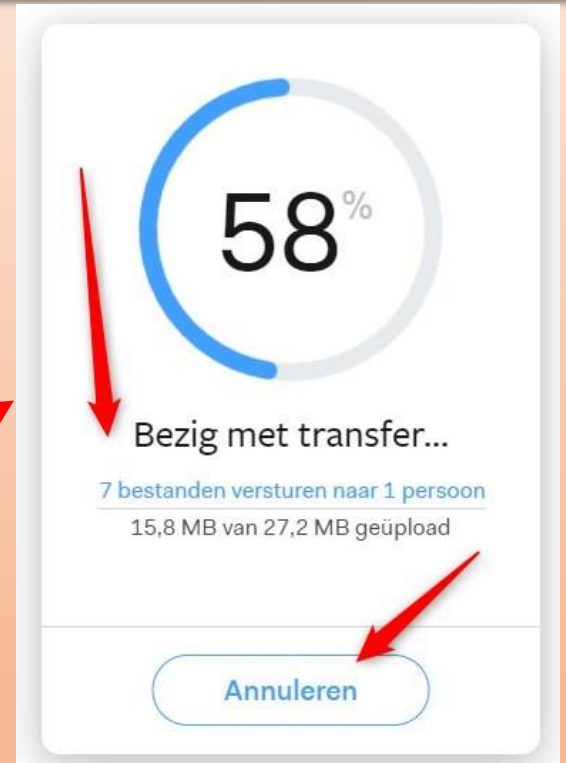 58%
Bezig met transfer...
7 bestanden versturen naar 1 persoon
15,8 MB van 27,2 MB geüpload
Annuleren